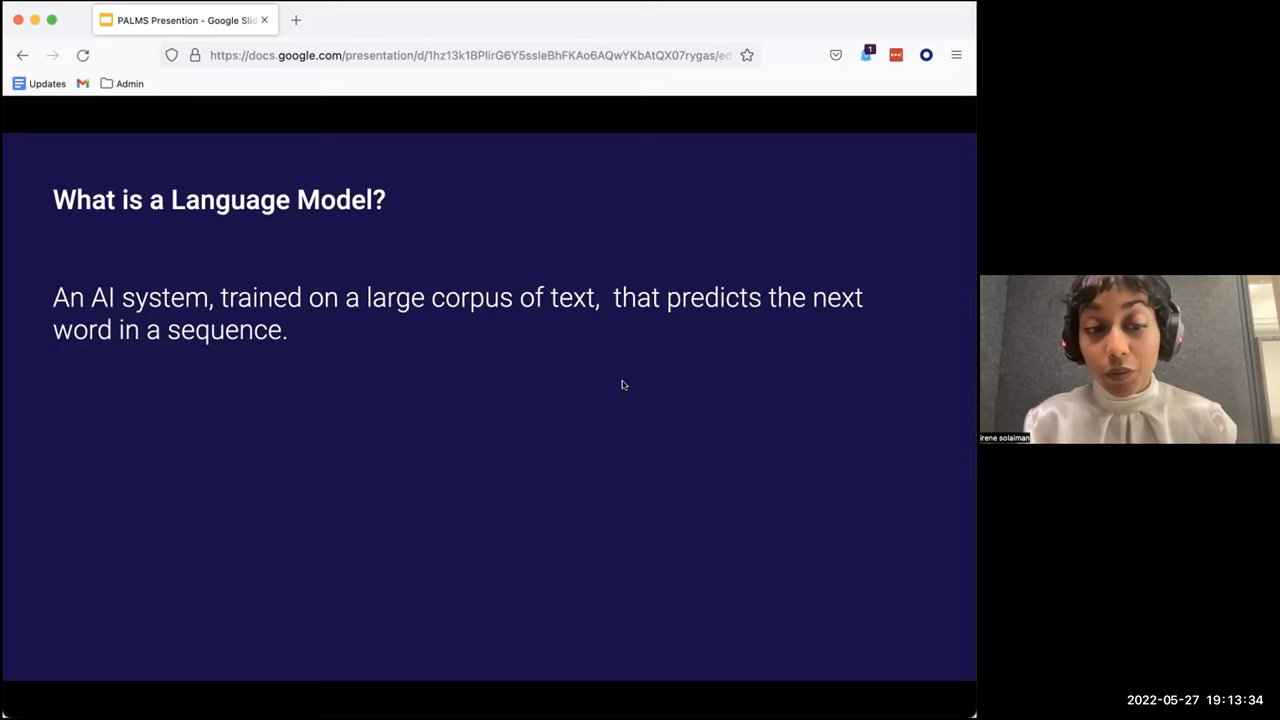 PALMS Presention - Google Slid
https://docs.google.com/presentation/d/1hz13k1BPlirG6Y5ssleBhFKAo6AQwYKbAtQX07rygas/ed
1
Updates
Admin
What is a Language Model?
An AI system, trained on a large corpus of text,  that predicts the next
word in a sequence.
irene solaiman
2022-05-27 19:13:34